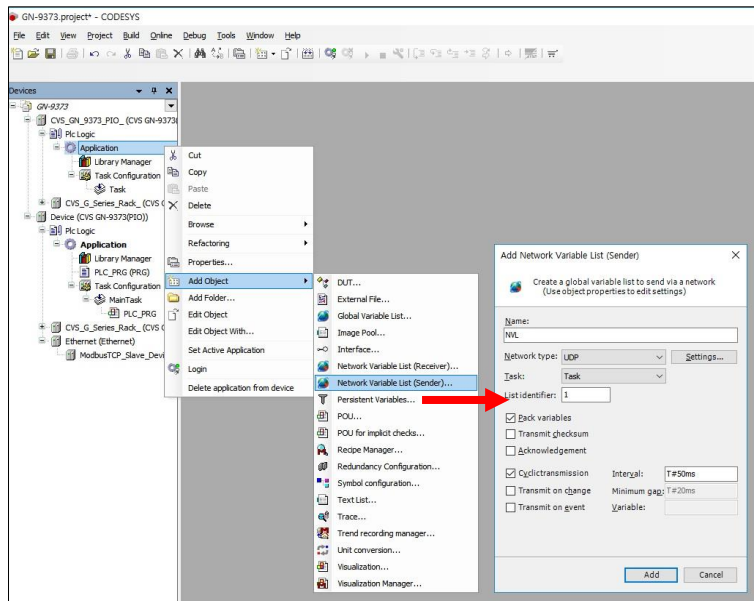 GN-9373.project* - CODESYS
File Edit View Project Build Online Debug Tools Window Help
Devices
GN-9373
CVS_GN_9373_PIO_ (CVS GN-9373(
Plc Logic
Application
Library Manager
Task Configuration
Task
CVS_G_Series_Rack_ (CVS
Device (CVS GN-9373(PIO))
Plc Logic
Application
Library Manager
PLC_PRG (PRG)
Task Configuration
MainTask
PLC_PRG
CVS_G_Series_Rack_ (CVS
Ethernet (Ethernet)
ModbusTCP_Slave_Devi
Cut
Copy
Paste
Delete
Browse
Refactoring
Properties...
Add Object
Add Folder...
Edit Object
Edit Object With...
Set Active Application
Login
Delete application from device
DUT...
External File...
Global Variable List...
Image Pool...
Interface...
Network Variable List (Receiver)...
Network Variable List (Sender)...
Persistent Variables...
POU...
POU for implicit checks...
Recipe Manager...
Redundancy Configuration...
Symbol configuration...
Text List...
Trace...
Trend recording manager...
Unit conversion...
Visualization...
Visualization Manager...
Add Network Variable List (Sender)
Create a global variable list to send via a network
(Use object properties to edit settings)
Name:
NVL
Network type: UDP Settings...
Task: Task
List identifier: 1
Pack variables
Transmit checksum
Acknowledgement
Cyclictransmission Interval: T#50ms
Transmit on change Minimum gap: T#20ms
Transmit on event Variable:
Add Cancel